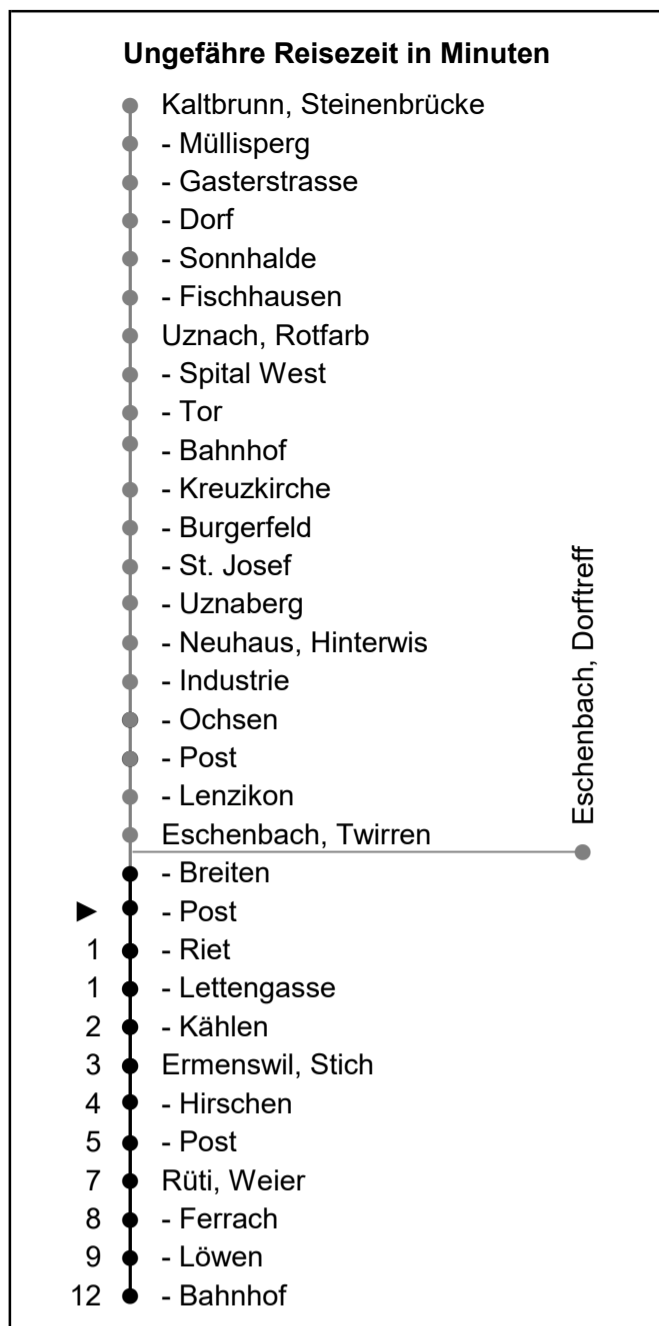 Ungefähre Reisezeit in Minuten
Kaltbrunn, Steinenbrücke
- Müllisperg
- Gasterstrasse
- Dorf
- Sonnhalde
- Fischhausen
Uznach, Rotfarb
- Spital West
- Tor
- Bahnhof
- Kreuzkirche
- Burgerfeld
- St. Josef
- Uznaberg
- Neuhaus, Hinterwis
- Industrie
- Ochsen
- Post
- Lenzikon
Eschenbach, Twirren
Eschenbach, Dorftreff
- Breiten
► - Post
1 - Riet
1 - Lettengasse
2 - Kählen
3 Ermenswil, Stich
4 - Hirschen
5 - Post
7 Rüti, Weier
8 - Ferrach
9 - Löwen
12 - Bahnhof